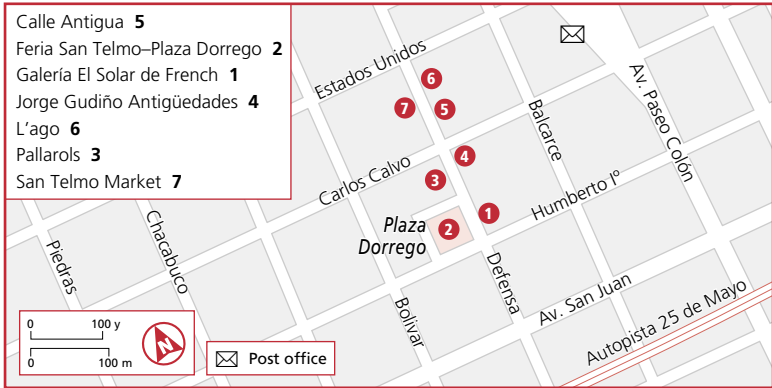 Calle Antigua 5
Feria San Telmo–Plaza Dorrego 2
Galería El Solar de French 1
Jorge Gudiño Antigüedades 4
L'ago 6
Pallarols 3
San Telmo Market 7
Estados Unidos
6
7
5
Av. Paseo Colón
Balcarce
4
Carlos Calvo
3
Humberto Iº
1
Plaza
Dorrego
2
Chacabuco
Piedras
Defensa
Bolívar
Av. San Juan
Autopista 25 de Mayo
0 100 y
0 100 m
N
Post office